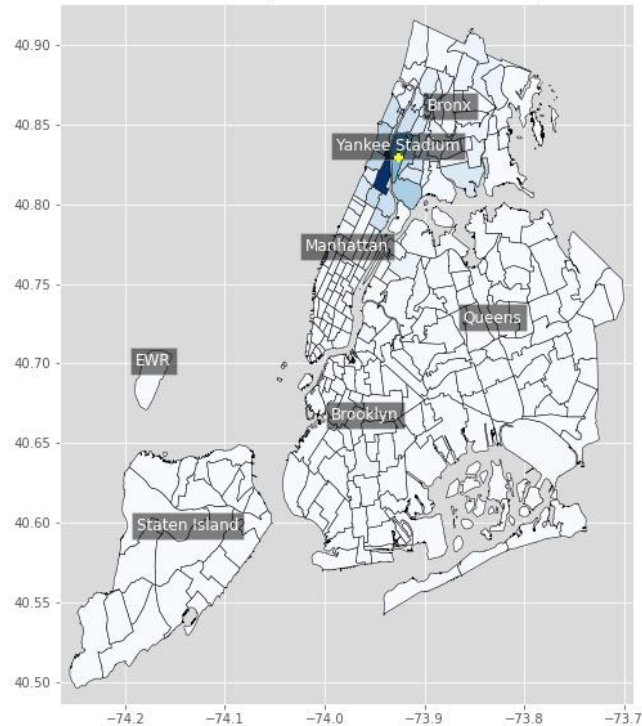 40.90
40.85
40.80
40.75
40.70
40.65
40.60
40.55
40.50
Bronx
Yankee Stadium
Manhattan
Queens
EWR
Brooklyn
Staten Island
−74.2
−74.1
−74.0
−73.9
−73.8
−73.7